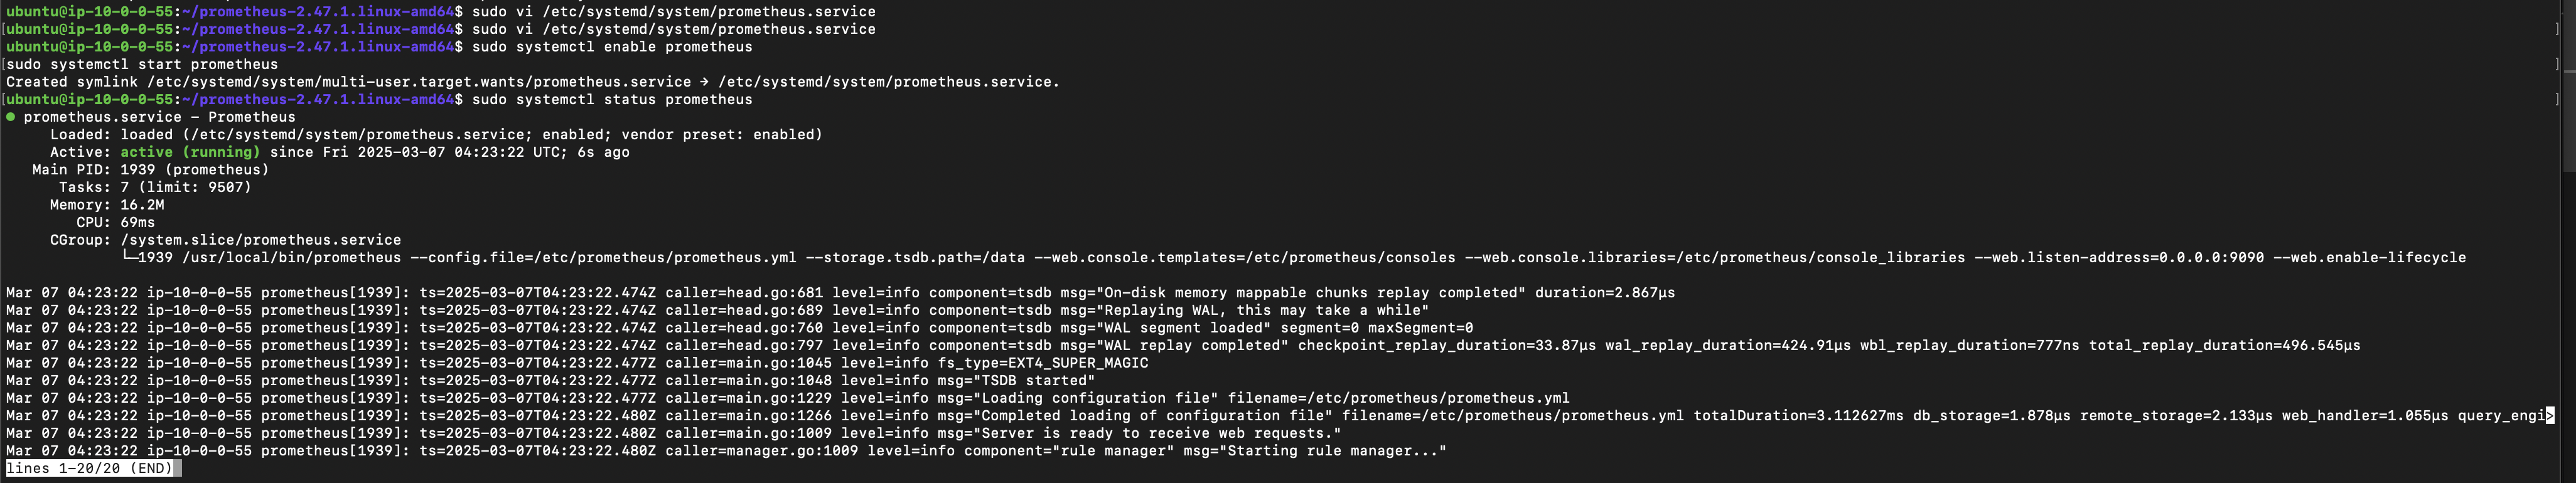 ubuntu@ip-10-0-0-55:~/prometheus-2.47.1.linux-amd64$ sudo vi /etc/systemd/system/prometheus.service
[ubuntu@ip-10-0-0-55:~/prometheus-2.47.1.linux-amd64$ sudo vi /etc/systemd/system/prometheus.service ]
ubuntu@ip-10-0-0-55:~/prometheus-2.47.1.linux-amd64$ sudo systemctl enable prometheus
[sudo systemctl start prometheus ]
Created symlink /etc/systemd/system/multi-user.target.wants/prometheus.service → /etc/systemd/system/prometheus.service.
[ubuntu@ip-10-0-0-55:~/prometheus-2.47.1.linux-amd64$ sudo systemctl status prometheus ]
● prometheus.service - Prometheus
Loaded: loaded (/etc/systemd/system/prometheus.service; enabled; vendor preset: enabled)
Active: active (running) since Fri 2025-03-07 04:23:22 UTC; 6s ago
Main PID: 1939 (prometheus)
Tasks: 7 (limit: 9507)
Memory: 16.2M
CPU: 69ms
CGroup: /system.slice/prometheus.service
└─1939 /usr/local/bin/prometheus --config.file=/etc/prometheus/prometheus.yml --storage.tsdb.path=/data --web.console.templates=/etc/prometheus/consoles --web.console.libraries=/etc/prometheus/console_libraries --web.listen-address=0.0.0.0:9090 --web.enable-lifecycle
Mar 07 04:23:22 ip-10-0-0-55 prometheus[1939]: ts=2025-03-07T04:23:22.474Z caller=head.go:681 level=info component=tsdb msg="On-disk memory mappable chunks replay completed" duration=2.867µs
Mar 07 04:23:22 ip-10-0-0-55 prometheus[1939]: ts=2025-03-07T04:23:22.474Z caller=head.go:689 level=info component=tsdb msg="Replaying WAL, this may take a while"
Mar 07 04:23:22 ip-10-0-0-55 prometheus[1939]: ts=2025-03-07T04:23:22.474Z caller=head.go:760 level=info component=tsdb msg="WAL segment loaded" segment=0 maxSegment=0
Mar 07 04:23:22 ip-10-0-0-55 prometheus[1939]: ts=2025-03-07T04:23:22.474Z caller=head.go:797 level=info component=tsdb msg="WAL replay completed" checkpoint_replay_duration=33.87µs wal_replay_duration=424.91µs wbl_replay_duration=777ns total_replay_duration=496.545µs
Mar 07 04:23:22 ip-10-0-0-55 prometheus[1939]: ts=2025-03-07T04:23:22.477Z caller=main.go:1045 level=info fs_type=EXT4_SUPER_MAGIC
Mar 07 04:23:22 ip-10-0-0-55 prometheus[1939]: ts=2025-03-07T04:23:22.477Z caller=main.go:1048 level=info msg="TSDB started"
Mar 07 04:23:22 ip-10-0-0-55 prometheus[1939]: ts=2025-03-07T04:23:22.477Z caller=main.go:1229 level=info msg="Loading configuration file" filename=/etc/prometheus/prometheus.yml
Mar 07 04:23:22 ip-10-0-0-55 prometheus[1939]: ts=2025-03-07T04:23:22.480Z caller=main.go:1266 level=info msg="Completed loading of configuration file" filename=/etc/prometheus/prometheus.yml totalDuration=3.112627ms db_storage=1.878µs remote_storage=2.133µs web_handler=1.055µs query_engi>
Mar 07 04:23:22 ip-10-0-0-55 prometheus[1939]: ts=2025-03-07T04:23:22.480Z caller=main.go:1009 level=info msg="Server is ready to receive web requests."
Mar 07 04:23:22 ip-10-0-0-55 prometheus[1939]: ts=2025-03-07T04:23:22.480Z caller=manager.go:1009 level=info component="rule manager" msg="Starting rule manager..."
lines 1-20/20 (END)